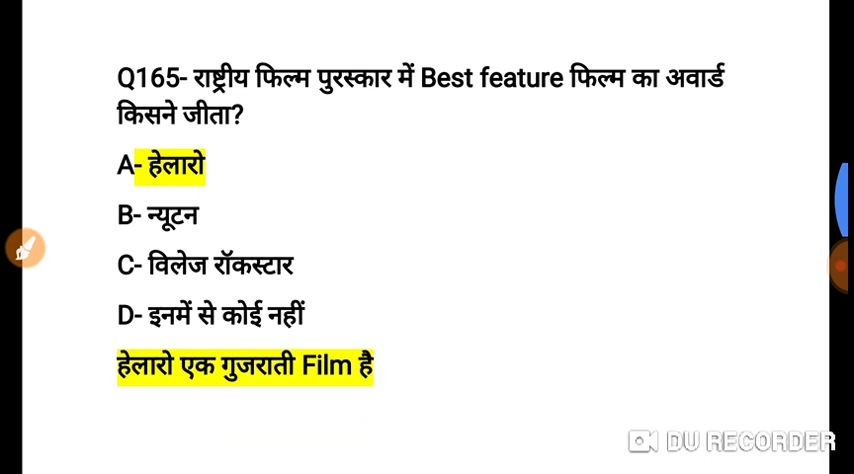 Q165- राष्ट्रीय फिल्म पुरस्कार में Best feature फिल्म का अवार्ड
किसने जीता?
A- हेलारो
B- न्यूटन
C- विलेज रॉकस्टार
D- इनमें से कोई नहीं
हेलारो एक गुजराती Film है
DU RECORDER